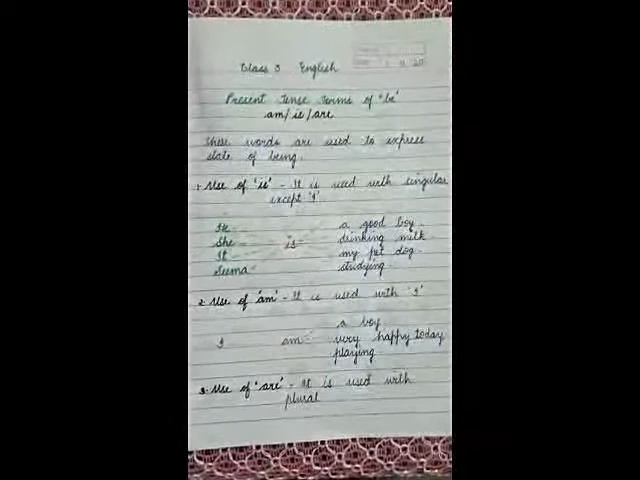 Class 3 English
Present Tense Forms of 'be'
am/is/are
These words are used to express
state of being.
1. Use of 'is' - It is used with singular
except 'I'
He
She
It
Seema
is
a good boy.
drinking milk.
my pet dog.
studying.
2. Use of 'am' - It is used with 'I'
I
am
a boy
very happy today
playing.
3. Use of 'are' - It is used with
plural